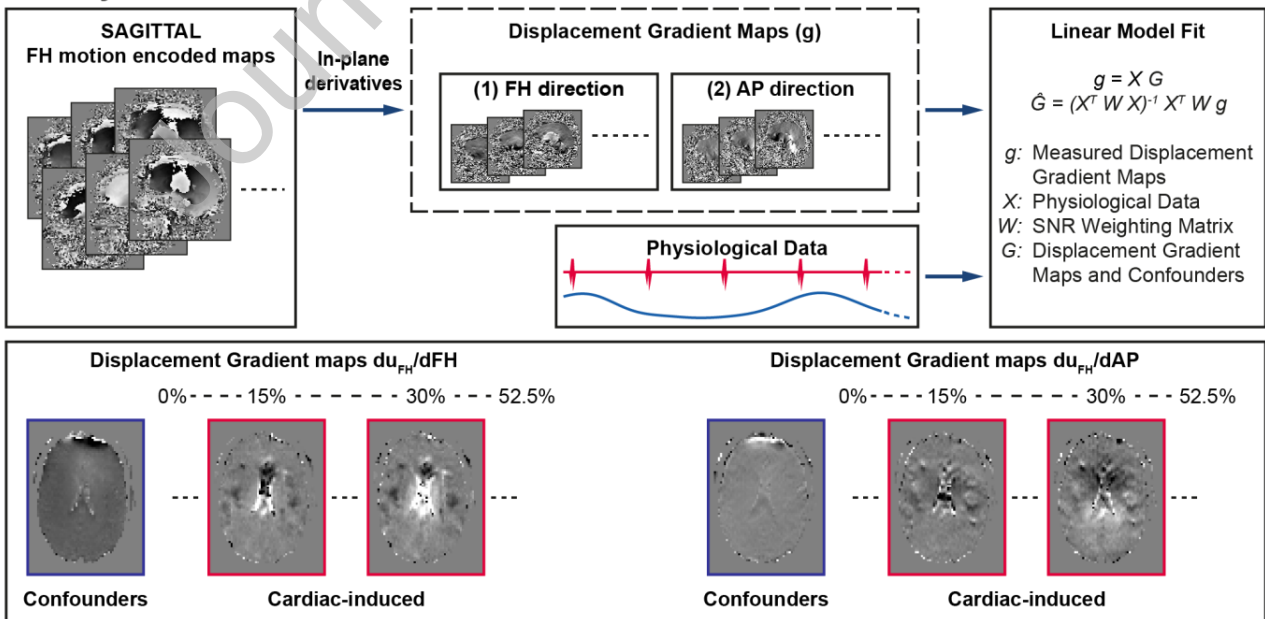 SAGITTAL
FH motion encoded maps
In-plane
derivatives
Displacement Gradient Maps (g)
(1) FH direction
(2) AP direction
Physiological Data
Linear Model Fit
g = X G
Ĝ = (Xᵀ W X)⁻¹ Xᵀ W g
g: Measured Displacement
Gradient Maps
X: Physiological Data
W: SNR Weighting Matrix
G: Displacement Gradient
Maps and Confounders
Displacement Gradient maps du_FH/dFH
0% - - - - 15% - - - - - - - 30% - - - - 52.5%
Confounders
Cardiac-induced
Displacement Gradient maps du_FH/dAP
0% - - - - 15% - - - - - - - 30% - - - - 52.5%
Confounders
Cardiac-induced